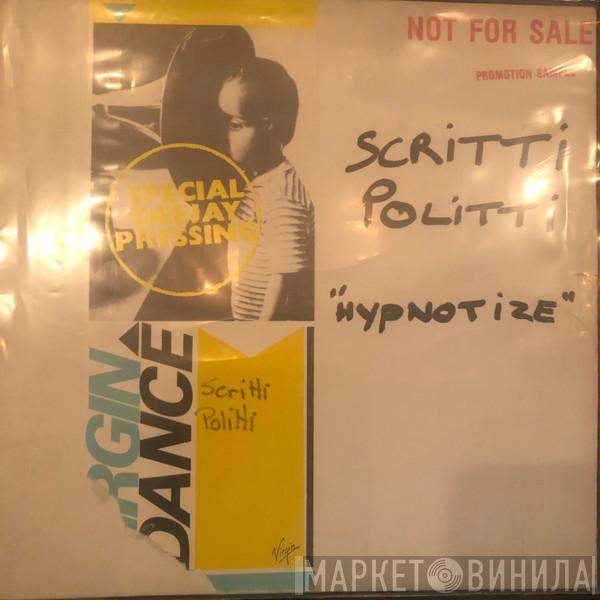 NOT FOR SALE
PROMOTION SAMPLE
SCRITTI
POLITTI
"HYPNOTIZE"
SPECIAL
DEEJAY
PRESSING
RGIN
DANCE
Scritti
Politti
Virgin
МАРКЕТ ВИНИЛА